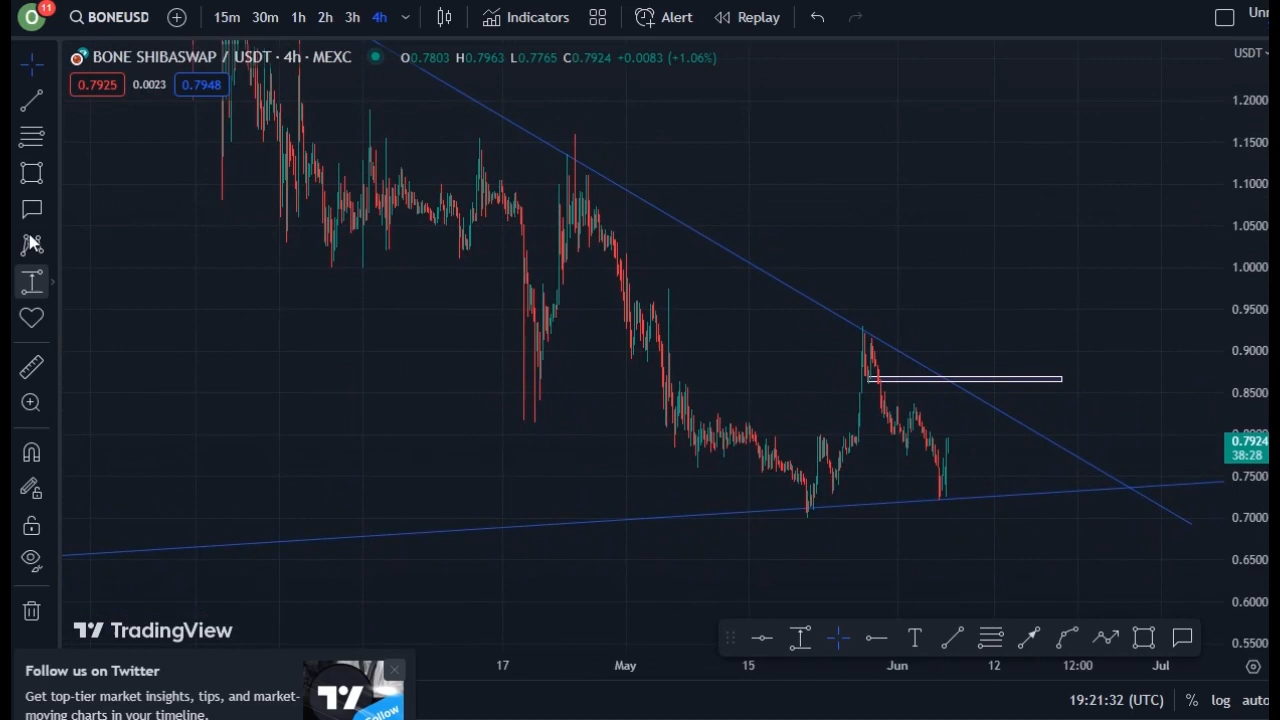 O 11 BONEUSD 15m 30m 1h 2h 3h 4h Indicators Alert Replay
BONE SHIBASWAP / USDT · 4h · MEXC O0.7803 H0.7963 L0.7765 C0.7924 +0.0083 (+1.06%)
USDT
0.7925 0.0023 0.7948
1.2000
1.1500
1.1000
1.0500
1.0000
0.9500
0.9000
0.8500
0.7924
38:28
0.7500
0.7000
0.6500
0.6000
0.5500
TradingView
17 May 15 Jun 12 12:00 Jul
T
Follow us on Twitter
Get top-tier market insights, tips, and market-
moving charts in your timeline.
Follow
19:21:32 (UTC) % log auto